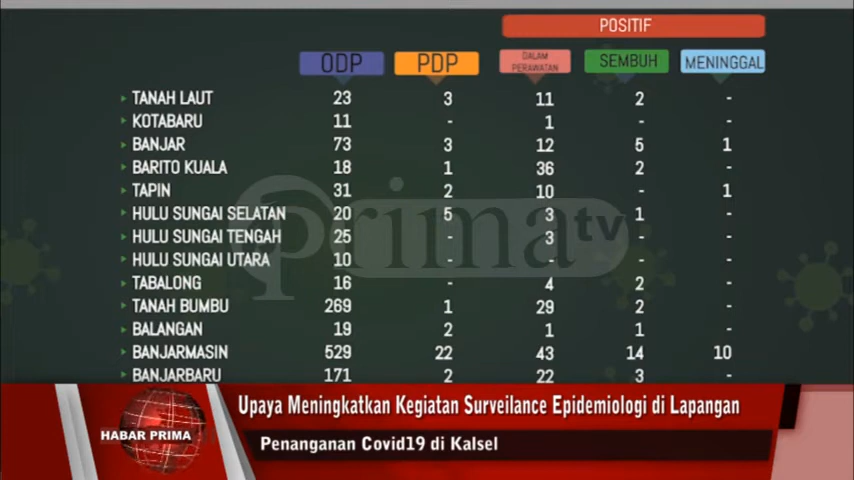 POSITIF
ODP PDP DALAM PERAWATAN SEMBUH MENINGGAL
TANAH LAUT 23 3 11 2 -
KOTABARU 11 - 1 - -
BANJAR 73 3 12 5 1
BARITO KUALA 18 1 36 2 -
TAPIN 31 2 10 - 1
HULU SUNGAI SELATAN 20 5 3 1 -
HULU SUNGAI TENGAH 25 - 3 - -
HULU SUNGAI UTARA 10 - - - -
TABALONG 16 - 4 2 -
TANAH BUMBU 269 1 29 2 -
BALANGAN 19 2 1 1 -
BANJARMASIN 529 22 43 14 10
BANJARBARU 171 2 22 3 -
prima tv
Upaya Meningkatkan Kegiatan Surveilance Epidemiologi di Lapangan
HABAR PRIMA
Penanganan Covid19 di Kalsel